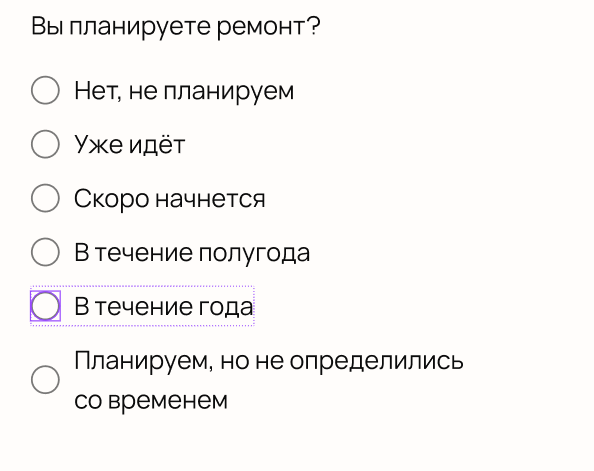 Вы планируете ремонт?
Нет, не планируем
Уже идёт
Скоро начнется
В течение полугода
В течение года
Планируем, но не определились
со временем